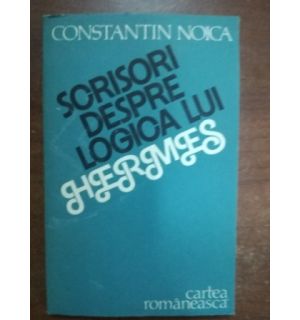 CONSTANTIN NOICA
SCRISORI
DESPRE
LOGICA LUI
HERMES
cartea
românească